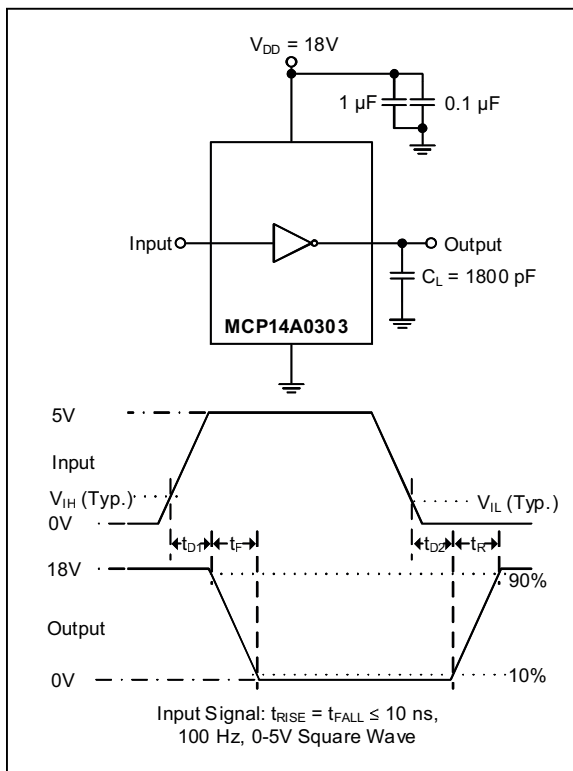 V_DD = 18V
1 µF
0.1 µF
Input
Output
C_L = 1800 pF
MCP14A0303
5V
Input
V_IH (Typ.)
V_IL (Typ.)
0V
t_D1
t_F
t_D2
t_R
18V
90%
Output
0V
10%
Input Signal: t_RISE = t_FALL ≤ 10 ns,
100 Hz, 0-5V Square Wave